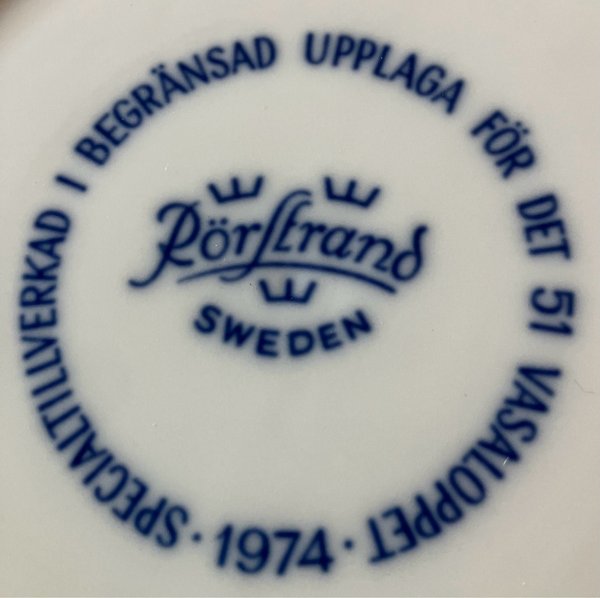 SPECIALTILLVERKAD I BEGRÄNSAD UPPLAGA FÖR DET 51 VASALOPPET
· 1974 ·
Rörstrand
SWEDEN